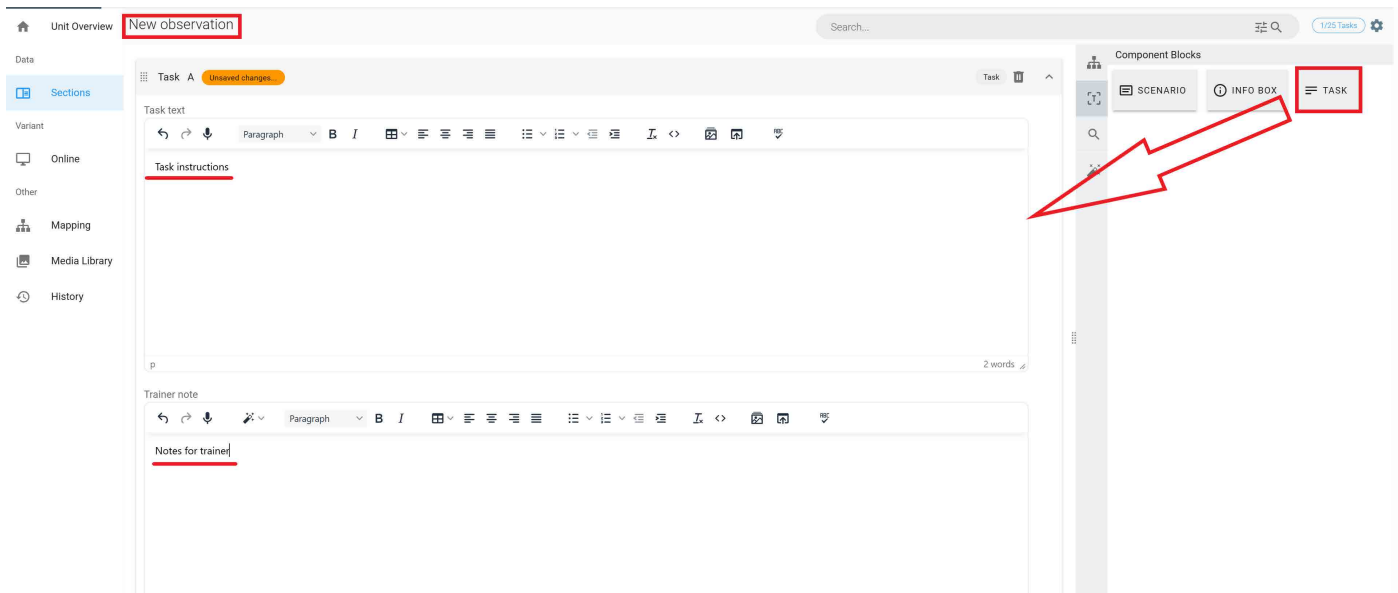 Unit Overview
New observation
Search...
1/25 Tasks
Data
Sections
Variant
Online
Other
Mapping
Media Library
History
Task A
Unsaved changes...
Task
Task text
Paragraph
B I
Task instructions
p
2 words
Trainer note
Paragraph
B I
Notes for trainer
Component Blocks
SCENARIO
INFO BOX
TASK